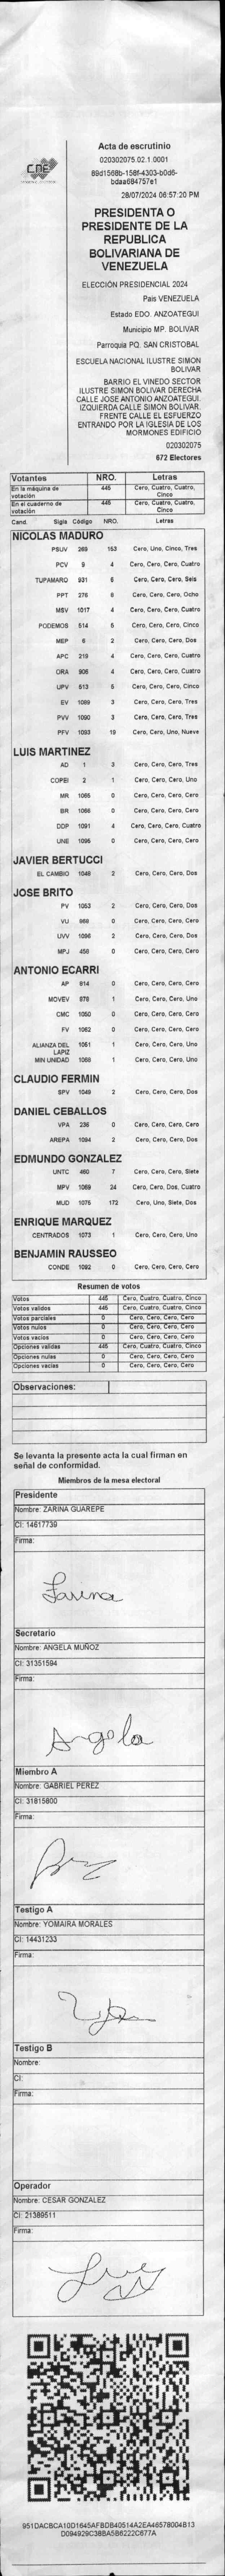 CNE
Acta de escrutinio
020302075.02.1.0001
bdaa684757e1
28/07/2024 06:57:20 PM
PRESIDENTA O
PRESIDENTE DE LA
REPUBLICA
BOLIVARIANA DE
VENEZUELA
ELECCIÓN PRESIDENCIAL 2024
País VENEZUELA
Estado EDO. ANZOATEGUI
Municipio MP. BOLIVAR
Parroquia PQ. SAN CRISTOBAL
ESCUELA NACIONAL ILUSTRE SIMON
BOLIVAR
BARRIO EL VINEDO SECTOR
ILUSTRE SIMON BOLIVAR DERECHA
CALLE JOSE ANTONIO ANZOATEGUI.
IZQUIERDA CALLE SIMON BOLIVAR.
FRENTE CALLE EL ESFUERZO
ENTRANDO POR LA IGLESIA DE LOS
MORMONES EDIFICIO
020302075
672 Electores
Votantes NRO. Letras
En la máquina de votación 445 Cero, Cuatro, Cuatro, Cinco
En el cuaderno de votación 445 Cero, Cuatro, Cuatro, Cinco
Cand. Sigla Código NRO. Letras
NICOLAS MADURO
PSUV 269 153 Cero, Uno, Cinco, Tres
PCV 9 4 Cero, Cero, Cero, Cuatro
TUPAMARO 931 6 Cero, Cero, Cero, Seis
PPT 276 8 Cero, Cero, Cero, Ocho
MSV 1017 4 Cero, Cero, Cero, Cuatro
PODEMOS 514 5 Cero, Cero, Cero, Cinco
MEP 6 2 Cero, Cero, Cero, Dos
APC 219 4 Cero, Cero, Cero, Cuatro
ORA 906 4 Cero, Cero, Cero, Cuatro
UPV 513 5 Cero, Cero, Cero, Cinco
EV 1089 3 Cero, Cero, Cero, Tres
PVV 1090 3 Cero, Cero, Cero, Tres
PFV 1093 19 Cero, Cero, Uno, Nueve
LUIS MARTINEZ
AD 1 3 Cero, Cero, Cero, Tres
COPEI 2 1 Cero, Cero, Cero, Uno
MR 1065 0 Cero, Cero, Cero, Cero
BR 1066 0 Cero, Cero, Cero, Cero
DDP 1091 4 Cero, Cero, Cero, Cuatro
UNE 1095 0 Cero, Cero, Cero, Cero
JAVIER BERTUCCI
EL CAMBIO 1048 2 Cero, Cero, Cero, Dos
JOSE BRITO
PV 1053 2 Cero, Cero, Cero, Dos
VU 968 0 Cero, Cero, Cero, Cero
UVV 1096 2 Cero, Cero, Cero, Dos
MPJ 458 0 Cero, Cero, Cero, Cero
ANTONIO ECARRI
AP 814 0 Cero, Cero, Cero, Cero
MOVEV 979 1 Cero, Cero, Cero, Uno
CMC 1050 0 Cero, Cero, Cero, Cero
FV 1062 0 Cero, Cero, Cero, Cero
ALIANZA DEL LAPIZ 1051 1 Cero, Cero, Cero, Uno
MIN UNIDAD 1068 1 Cero, Cero, Cero, Uno
CLAUDIO FERMIN
SPV 1049 2 Cero, Cero, Cero, Dos
DANIEL CEBALLOS
VPA 236 0 Cero, Cero, Cero, Cero
AREPA 1094 2 Cero, Cero, Cero, Dos
EDMUNDO GONZALEZ
UNTC 460 7 Cero, Cero, Cero, Siete
MPV 1069 24 Cero, Cero, Dos, Cuatro
MUD 1075 172 Cero, Uno, Siete, Dos
ENRIQUE MARQUEZ
CENTRADOS 1073 1 Cero, Cero, Cero, Uno
BENJAMIN RAUSSEO
CONDE 1092 0 Cero, Cero, Cero, Cero
Resumen de votos
Votos 445 Cero, Cuatro, Cuatro, Cinco
Votos validos 445 Cero, Cuatro, Cuatro, Cinco
Votos parciales 0 Cero, Cero, Cero, Cero
Votos nulos 0 Cero, Cero, Cero, Cero
Votos vacios 0 Cero, Cero, Cero, Cero
Opciones validas 445 Cero, Cuatro, Cuatro, Cinco
Opciones nulas 0 Cero, Cero, Cero, Cero
Opciones vacias 0 Cero, Cero, Cero, Cero
Observaciones:
Se levanta la presente acta la cual firman en
señal de conformidad.
Miembros de la mesa electoral
Presidente
Nombre: ZARINA GUAREPE
CI: 14617739
Firma:
Zarina
Secretario
Nombre: ANGELA MUÑOZ
CI: 31351594
Firma:
Angela
Miembro A
Nombre: GABRIEL PEREZ
CI: 31815800
Firma:
Testigo A
Nombre: YOMAIRA MORALES
CI: 14431233
Firma:
Testigo B
Nombre:
CI:
Firma:
Operador
Nombre: CESAR GONZALEZ
CI: 21389511
Firma: